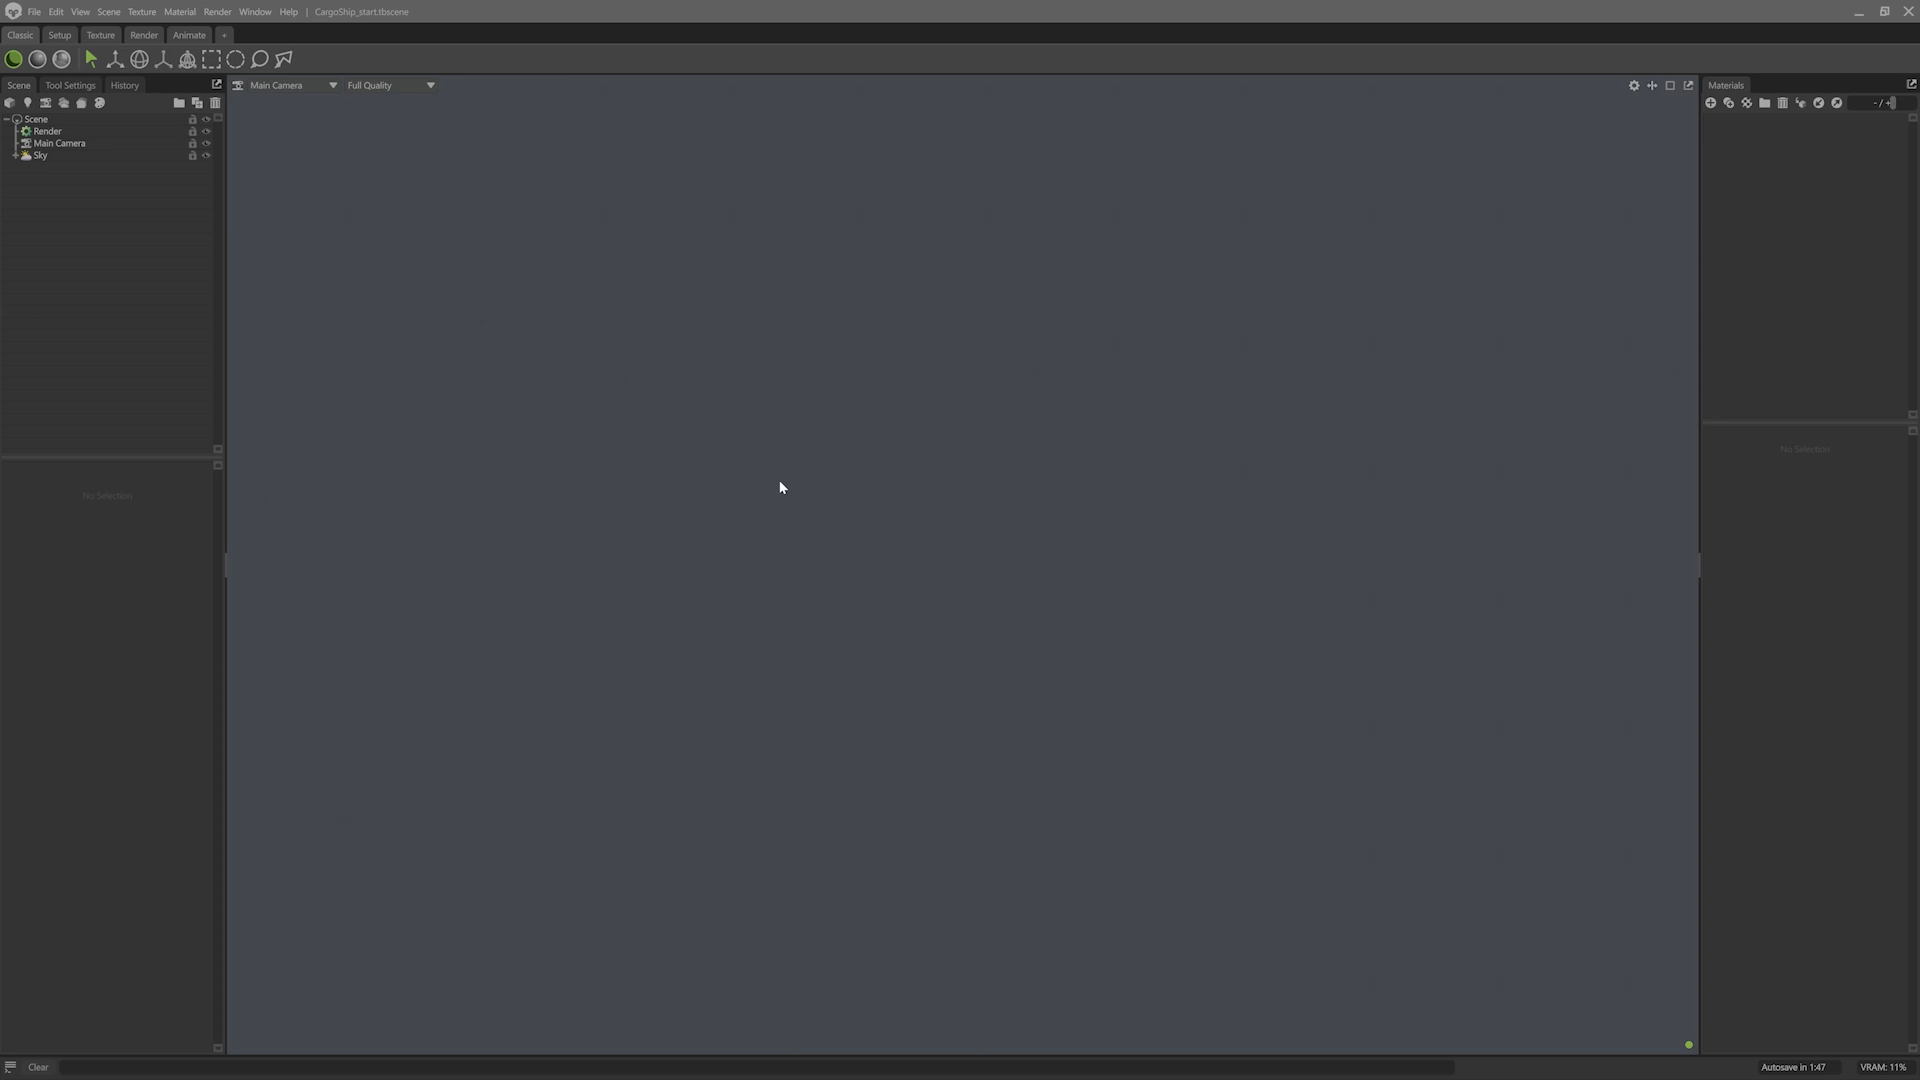 File Edit View Scene Texture Material Render Window Help | CargoShip_start.tbscene
Classic Setup Texture Render Animate +
Scene Tool Settings History
Main Camera Full Quality
Materials
- / +
Scene
Render
Main Camera
Sky
No Selection
No Selection
Clear
Autosave in 1:47 VRAM: 11%